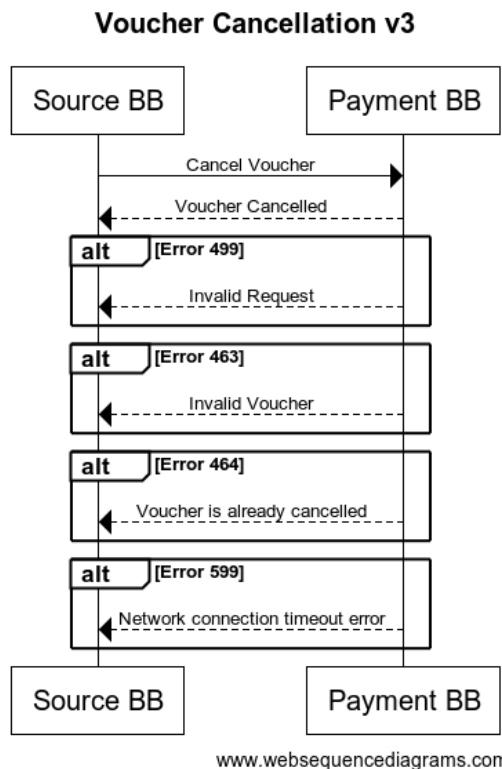 Voucher Cancellation v3
Source BB
Payment BB
Cancel Voucher
Voucher Cancelled
alt [Error 499]
Invalid Request
alt [Error 463]
Invalid Voucher
alt [Error 464]
Voucher is already cancelled
alt [Error 599]
Network connection timeout error
Source BB
Payment BB
www.websequencediagrams.com